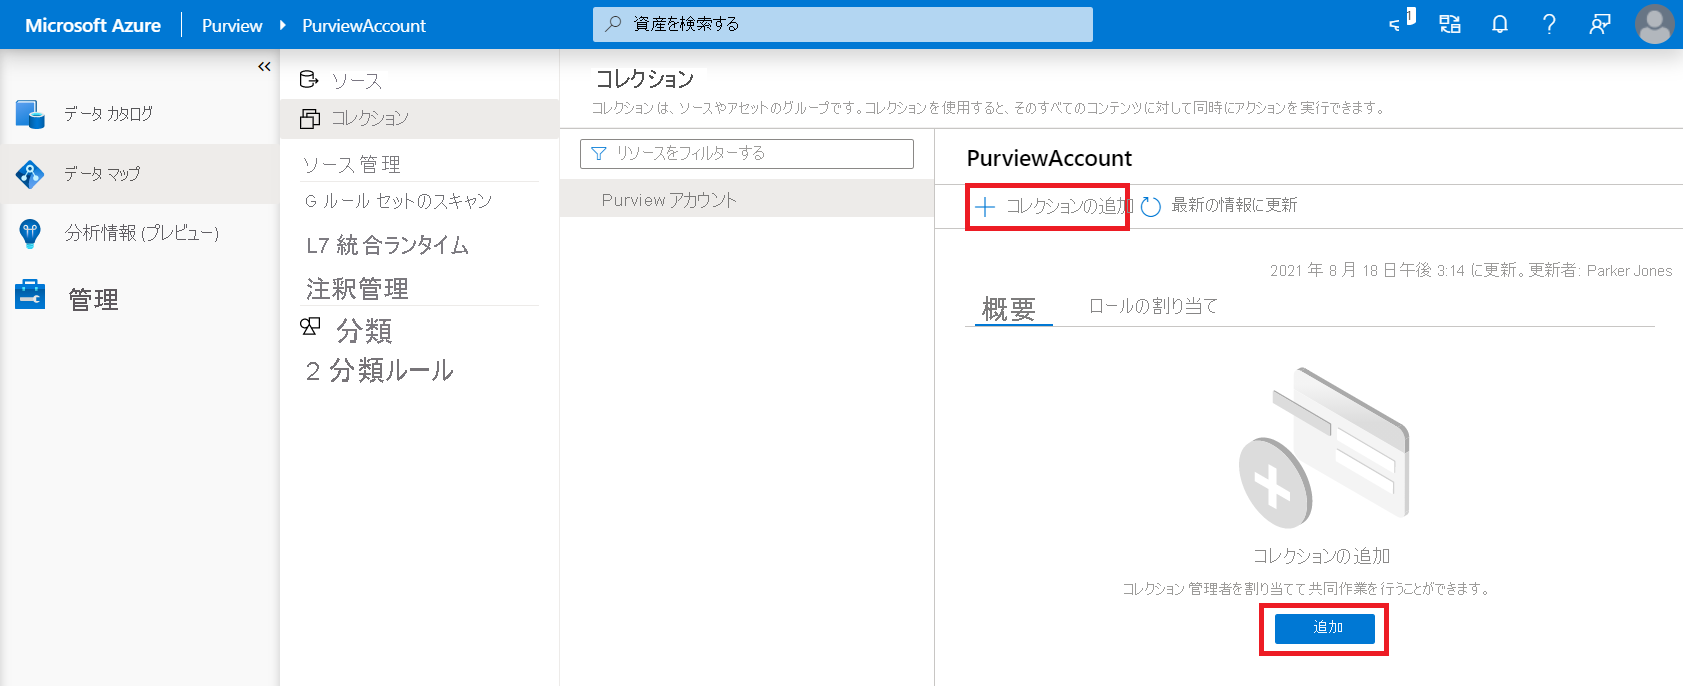 Microsoft Azure Purview PurviewAccount 資産を検索する 1
データ カタログ
データ マップ
分析情報 (プレビュー)
管理
ソース
コレクション
ソース管理
G ルール セットのスキャン
L7 統合ランタイム
注釈管理
分類
2 分類ルール
コレクション
コレクションは、ソースやアセットのグループです。コレクションを使用すると、そのすべてのコンテンツに対して同時にアクションを実行できます。
リソースをフィルターする
Purview アカウント
PurviewAccount
コレクションの追加 最新の情報に更新
2021 年 8 月 18 日午後 3:14 に更新。更新者: Parker Jones
概要 ロールの割り当て
コレクションの追加
コレクション管理者を割り当てて共同作業を行うことができます。
追加